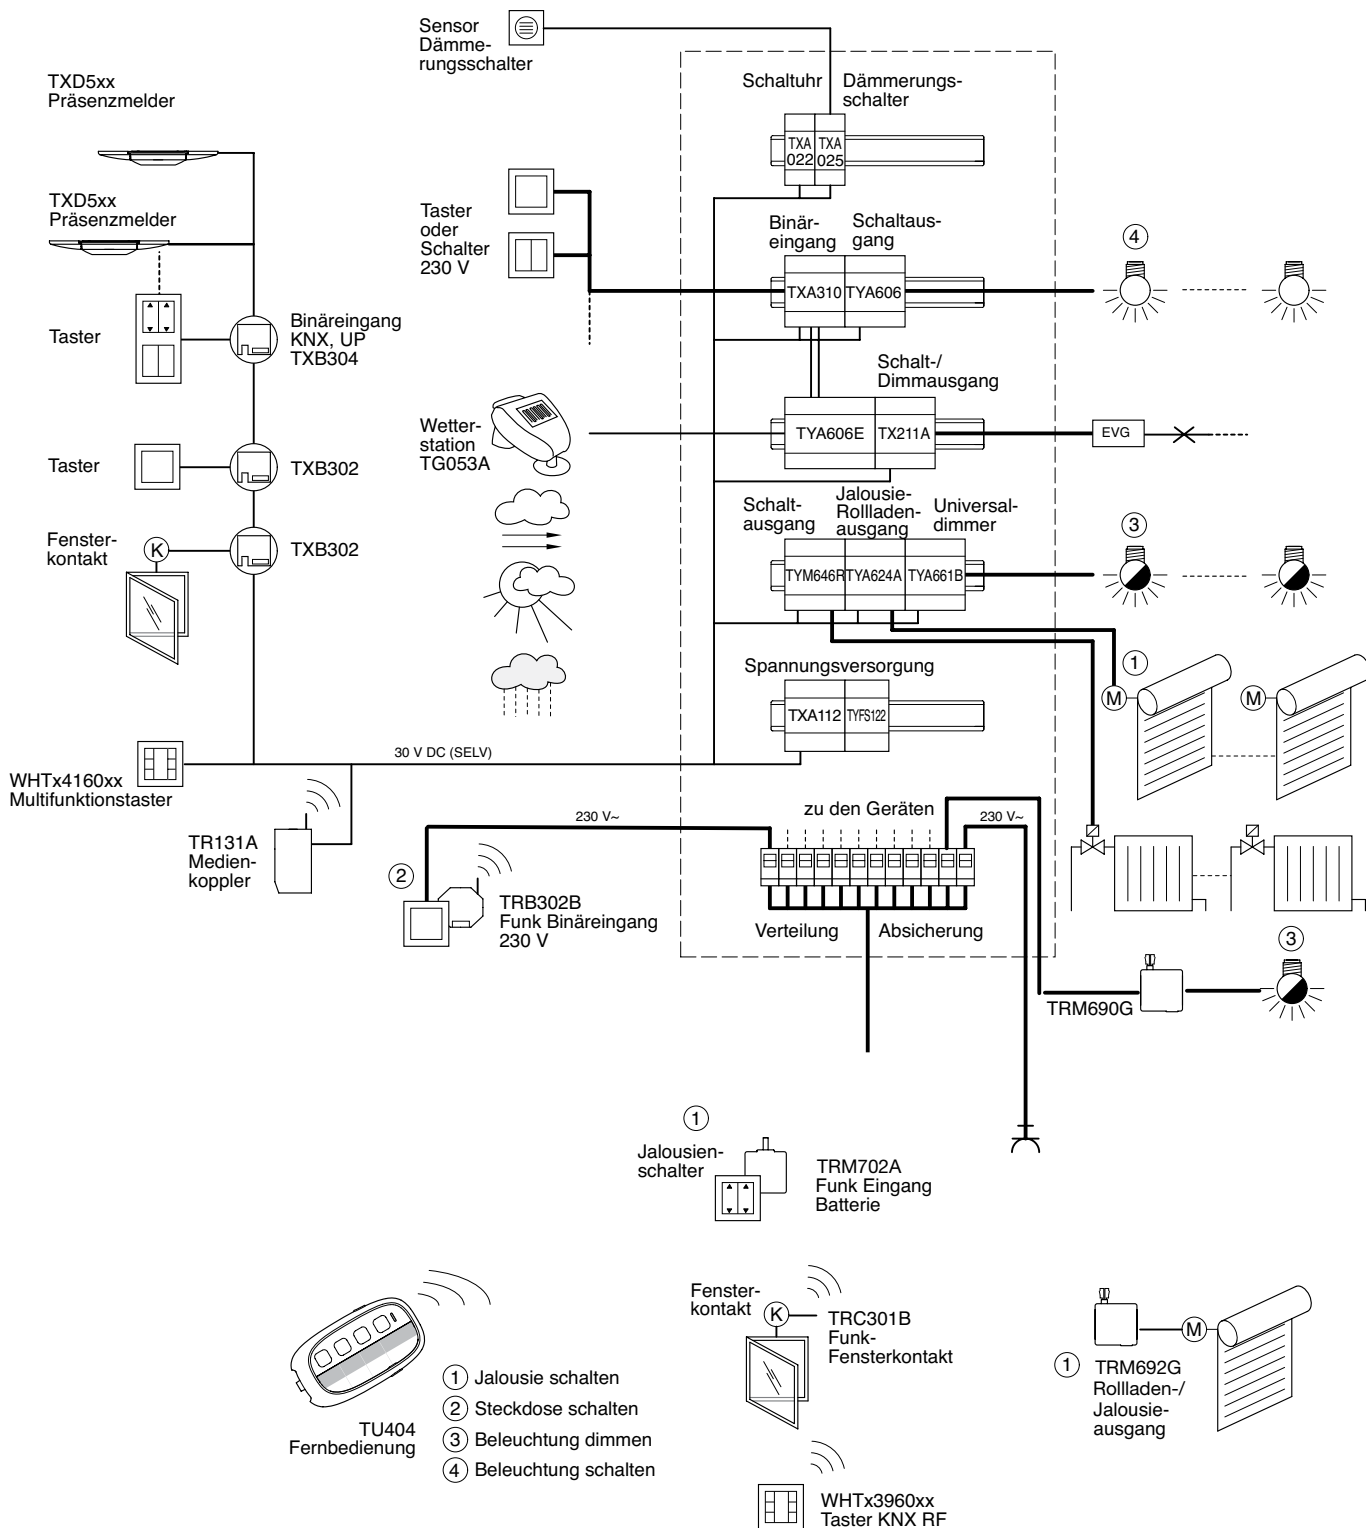 Sensor
Dämme-
rungsschalter
TXD5xx
Präsenzmelder
Schaltuhr
Dämmerungs-
schalter
TXA
022
TXA
025
TXD5xx
Präsenzmelder
Taster
oder
Schalter
230 V
Binär-
eingang
Schaltaus-
gang
4
TXA310
TYA606
Taster
Binäreingang
KNX, UP
TXB304
Schalt-/
Dimmausgang
Wetter-
station
TG053A
TYA606E
TX211A
EVG
Taster
TXB302
Schalt-
ausgang
Jalousie-
Rollladen-
ausgang
Universal-
dimmer
3
Fenster-
kontakt
K
TXB302
TYM646R
TYA624A
TYA661B
1
M
M
Spannungsversorgung
TXA112
TYFS122
30 V DC (SELV)
WHTx4160xx
Multifunktionstaster
zu den Geräten
230 V~
230 V~
TR131A
Medien-
koppler
2
TRB302B
Funk Binäreingang
230 V
Verteilung
Absicherung
3
TRM690G
1
Jalousien-
schalter
TRM702A
Funk Eingang
Batterie
Fenster-
kontakt
K
TRC301B
Funk-
Fensterkontakt
M
1
TRM692G
Rollladen-/
Jalousie-
ausgang
TU404
Fernbedienung
1 Jalousie schalten
2 Steckdose schalten
3 Beleuchtung dimmen
4 Beleuchtung schalten
WHTx3960xx
Taster KNX RF